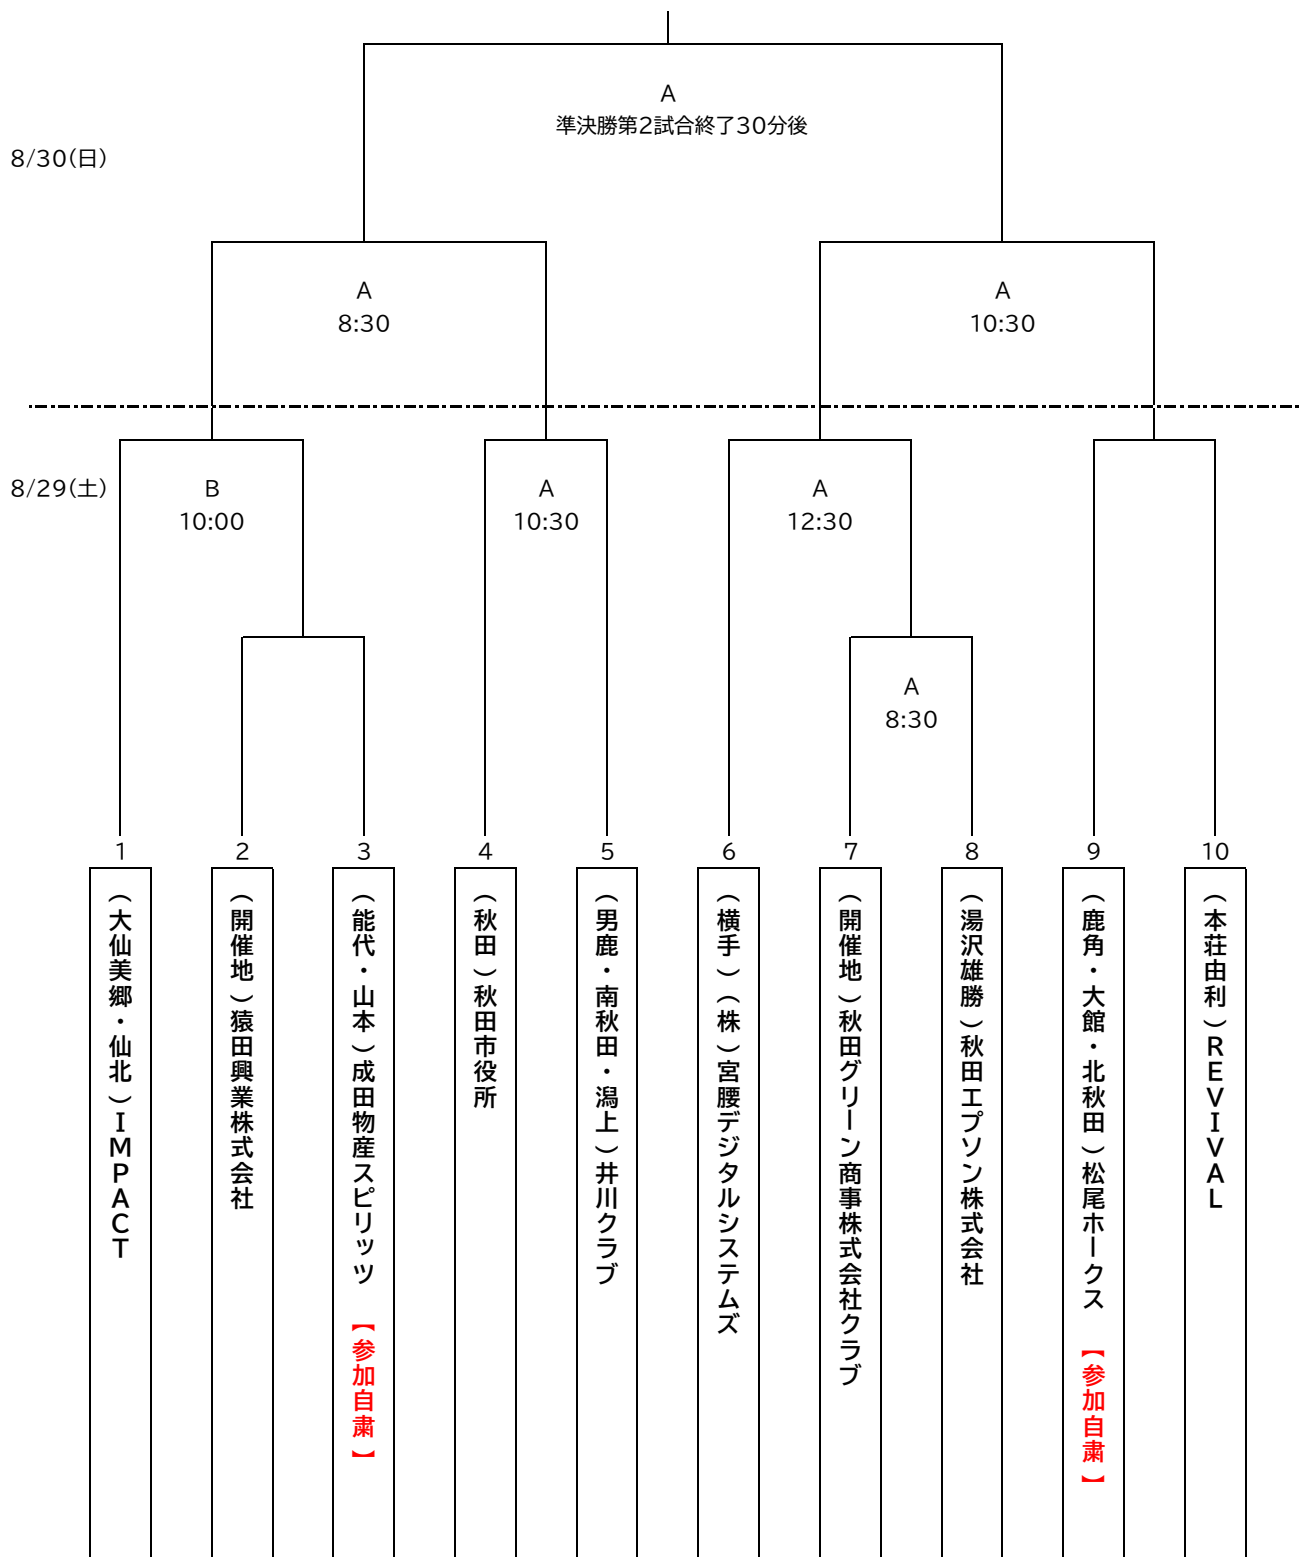 A
準決勝第2試合終了30分後
8/30(日)
A
8:30
A
10:30
8/29(土)
B
10:00
A
10:30
A
12:30
A
8:30
1
2
3
4
5
6
7
8
9
10
(大仙美郷・仙北)IMPACT
(開催地)猿田興業株式会社
(能代・山本)成田物産スピリッツ 【参加自粛】
(秋田)秋田市役所
(男鹿・南秋田・潟上)井川クラブ
(横手)(株)宮腰デジタルシステムズ
(開催地)秋田グリーン商事株式会社クラブ
(湯沢雄勝)秋田エプソン株式会社
(鹿角・大館・北秋田)松尾ホークス 【参加自粛】
(本荘由利)REVIVAL